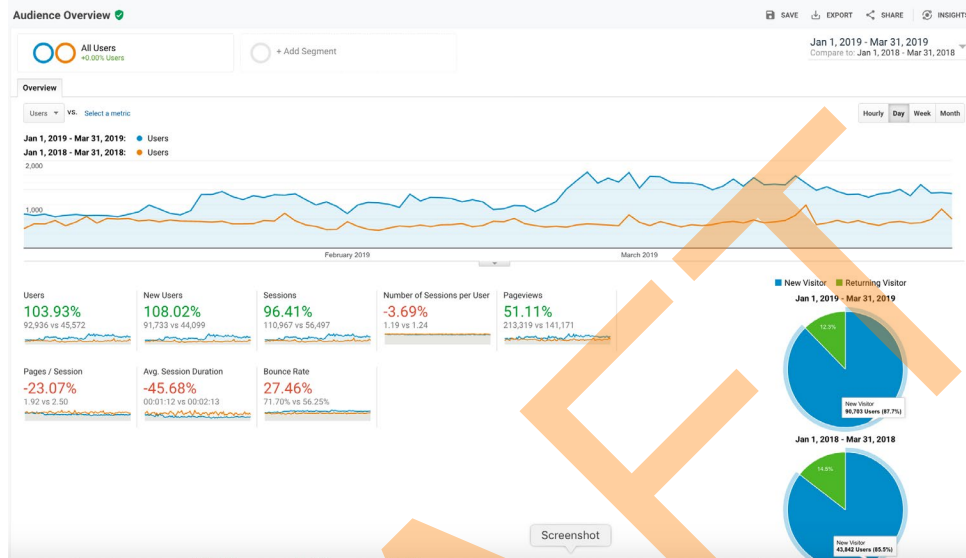 Audience Overview
SAVE EXPORT SHARE INSIGHTS
All Users
+0.00% Users
+ Add Segment
Jan 1, 2019 - Mar 31, 2019
Compare to: Jan 1, 2018 - Mar 31, 2018
Overview
Users VS. Select a metric
Hourly Day Week Month
Jan 1, 2019 - Mar 31, 2019: Users
Jan 1, 2018 - Mar 31, 2018: Users
2,000
1,000
February 2019 March 2019
New Visitor Returning Visitor
Jan 1, 2019 - Mar 31, 2019
Users New Users Sessions Number of Sessions per User Pageviews
103.93% 108.02% 96.41% -3.69% 51.11%
92,936 vs 45,572 91,733 vs 44,099 110,967 vs 56,497 1.19 vs 1.24 213,319 vs 141,171
12.3%
Pages / Session Avg. Session Duration Bounce Rate
-23.07% -45.68% 27.46%
1.92 vs 2.50 00:01:12 vs 00:02:13 71.70% vs 56.25%
New Visitor
90,703 Users (87.7%)
Jan 1, 2018 - Mar 31, 2018
Screenshot
New Visitor
43,842 Users (85.5%)